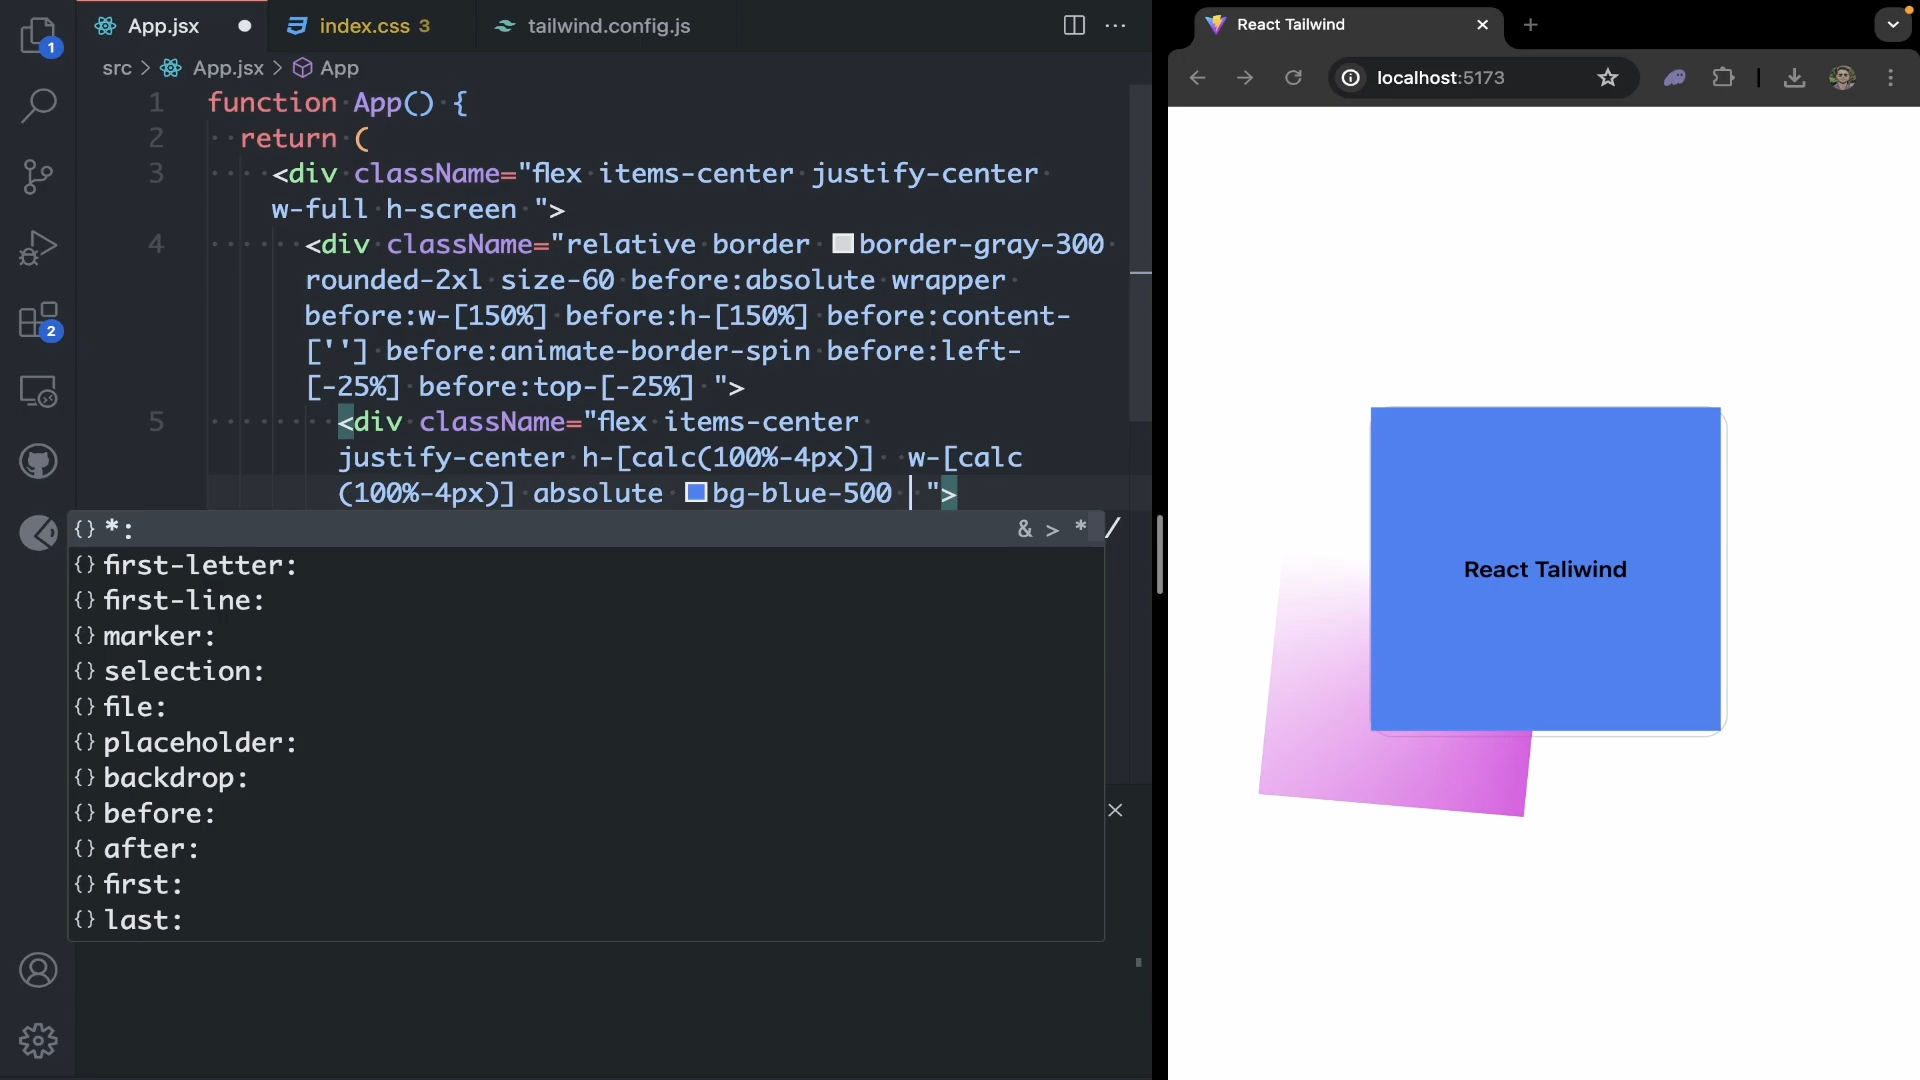 App.jsx
index.css 3
tailwind.config.js
React Tailwind
1
src > App.jsx > App
localhost:5173
1 function App() {
2 return (
3 <div className="flex items-center justify-center
w-full h-screen ">
4 <div className="relative border border-gray-300
rounded-2xl size-60 before:absolute wrapper
before:w-[150%] before:h-[150%] before:content-
[''] before:animate-border-spin before:left-
[-25%] before:top-[-25%] ">
5 <div className="flex items-center
justify-center h-[calc(100%-4px)] w-[calc
(100%-4px)] absolute bg-blue-500 ">
2
{} *: & > * /
{} first-letter:
{} first-line:
{} marker:
{} selection:
{} file:
{} placeholder:
{} backdrop:
{} before:
{} after:
{} first:
{} last:
React Taliwind